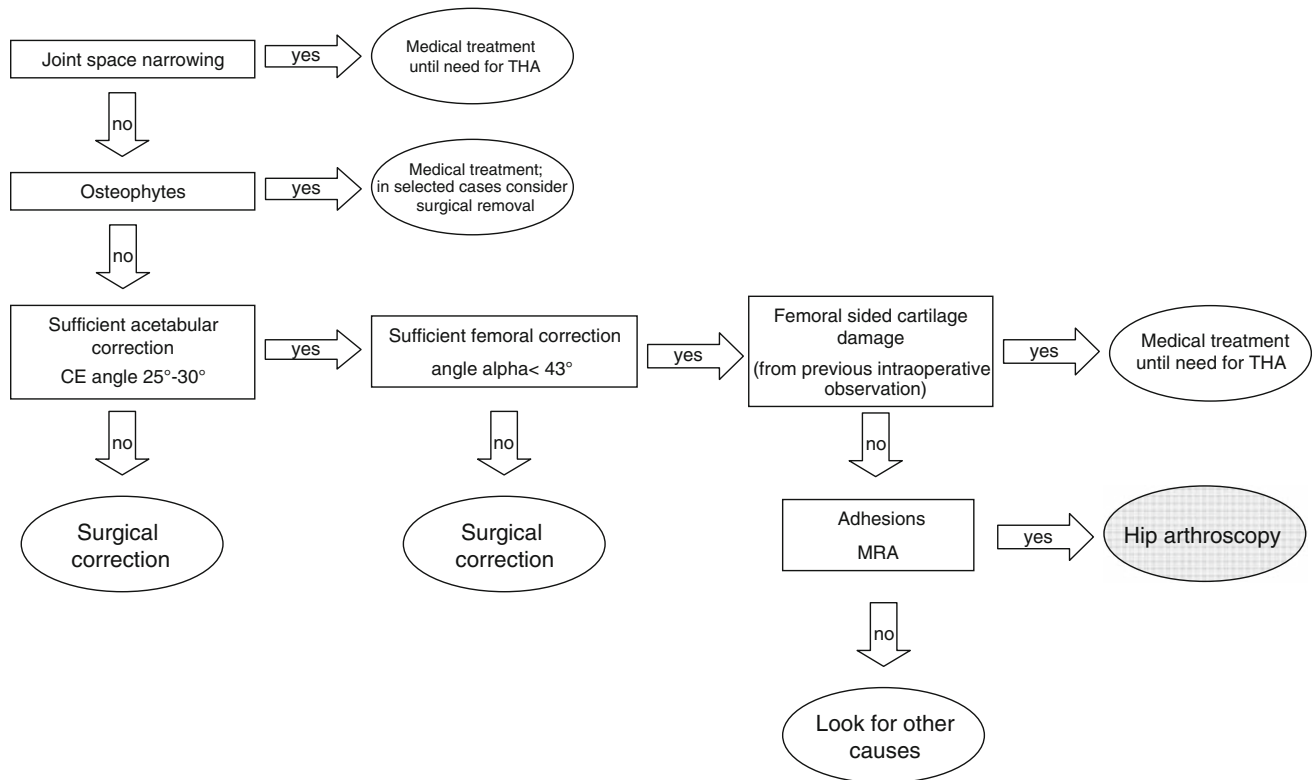 Joint space narrowing
yes
Medical treatment
until need for THA
no
Osteophytes
yes
Medical treatment;
in selected cases consider
surgical removal
no
Sufficient acetabular
correction
CE angle 25°-30°
yes
Sufficient femoral correction
angle alpha< 43°
yes
Femoral sided cartilage
damage
(from previous intraoperative
observation)
yes
Medical treatment
until need for THA
no
no
no
Surgical
correction
Surgical
correction
Adhesions
MRA
yes
Hip arthroscopy
no
Look for other
causes